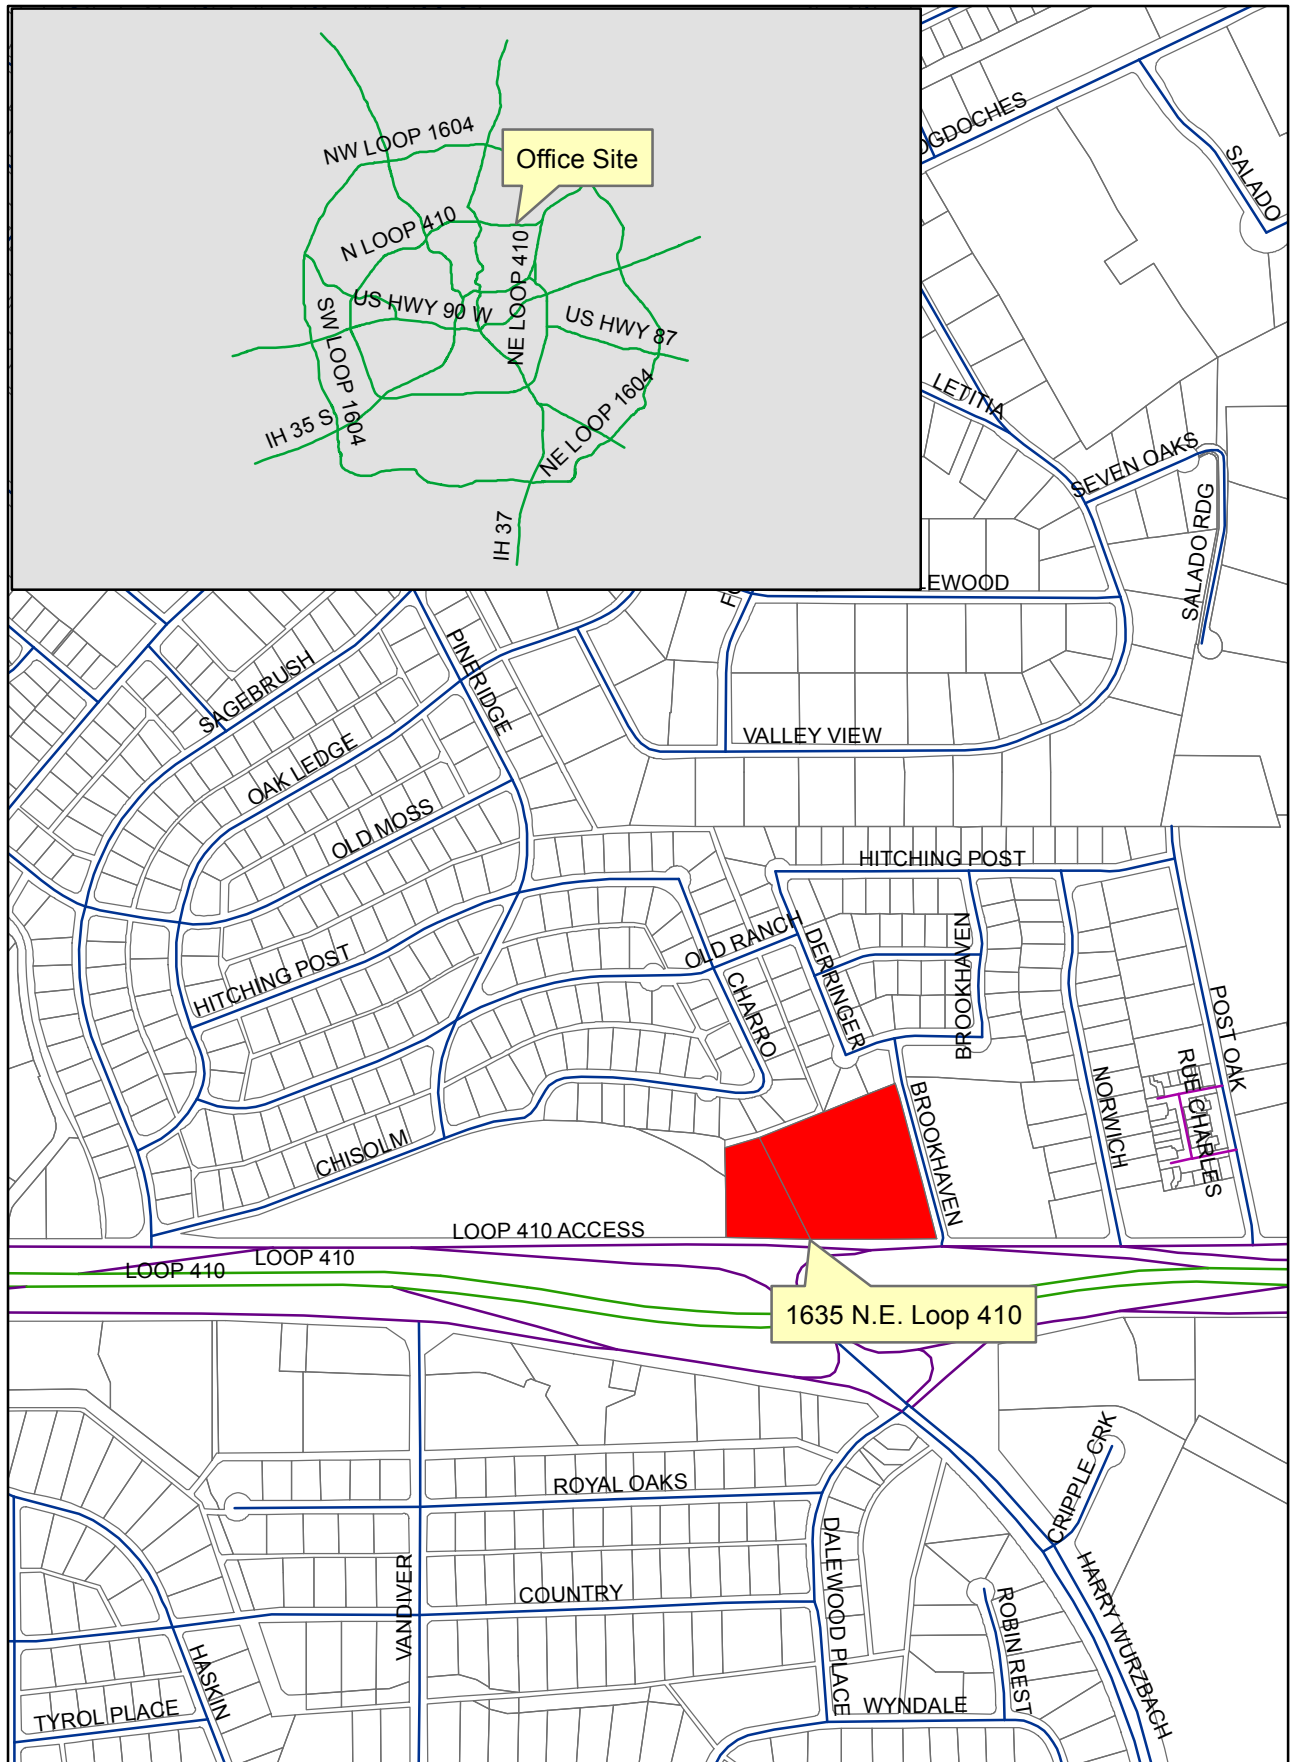 NW LOOP 1604
Office Site
N LOOP 410
NE LOOP 410
US HWY 90 W
US HWY 87
SW LOOP 1604
IH 35 S
NE LOOP 1604
IH 37
OGDOCHES
SALADO
LETITIA
SEVEN OAKS
SALADO RDG
LEWOOD
PINERIDGE
SAGEBRUSH
OAK LEDGE
VALLEY VIEW
OLD MOSS
HITCHING POST
HITCHING POST
OLD RANCH
DERRINGER
BROOKHAVEN
CHARRO
POST OAK
RUE CHARLES
NORWICH
BROOKHAVEN
CHISOLM
LOOP 410 ACCESS
LOOP 410
LOOP 410
1635 N.E. Loop 410
CRIPPLE CRK
ROYAL OAKS
DALEWOOD PLACE
HARRY WURZBACH
COUNTRY
VANDIVER
ROBIN REST
HASKIN
WYNDALE
TYROL PLACE